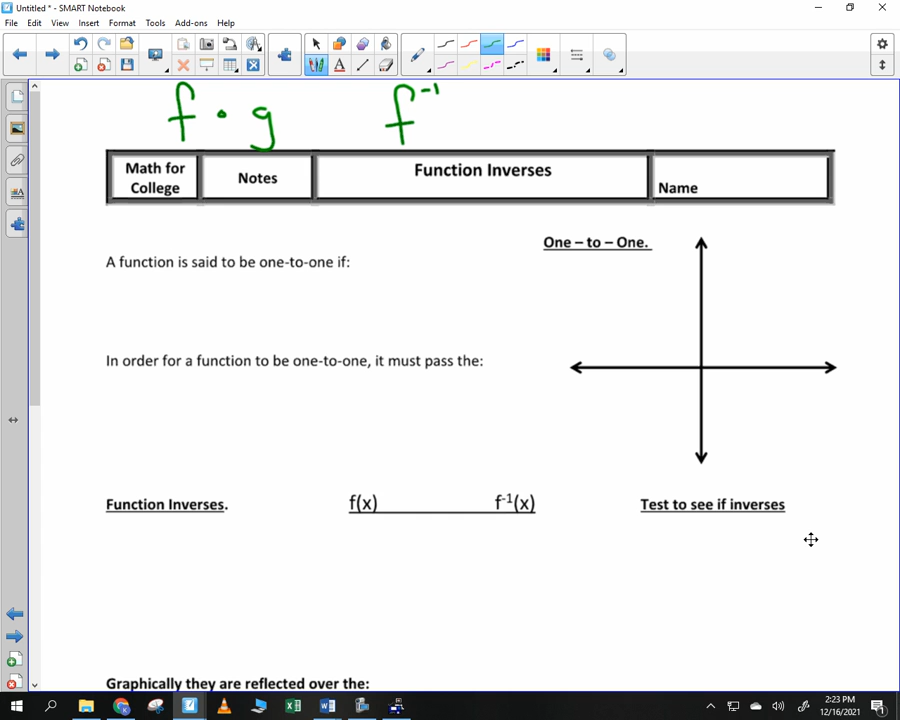 Untitled * - SMART Notebook
File Edit View Insert Format Tools Add-ons Help
f · g f⁻¹
Math for College Notes Function Inverses Name
One – to – One.
A function is said to be one-to-one if:
In order for a function to be one-to-one, it must pass the:
Function Inverses. f(x) f⁻¹(x) Test to see if inverses
Graphically they are reflected over the:
2:23 PM
12/16/2021
1